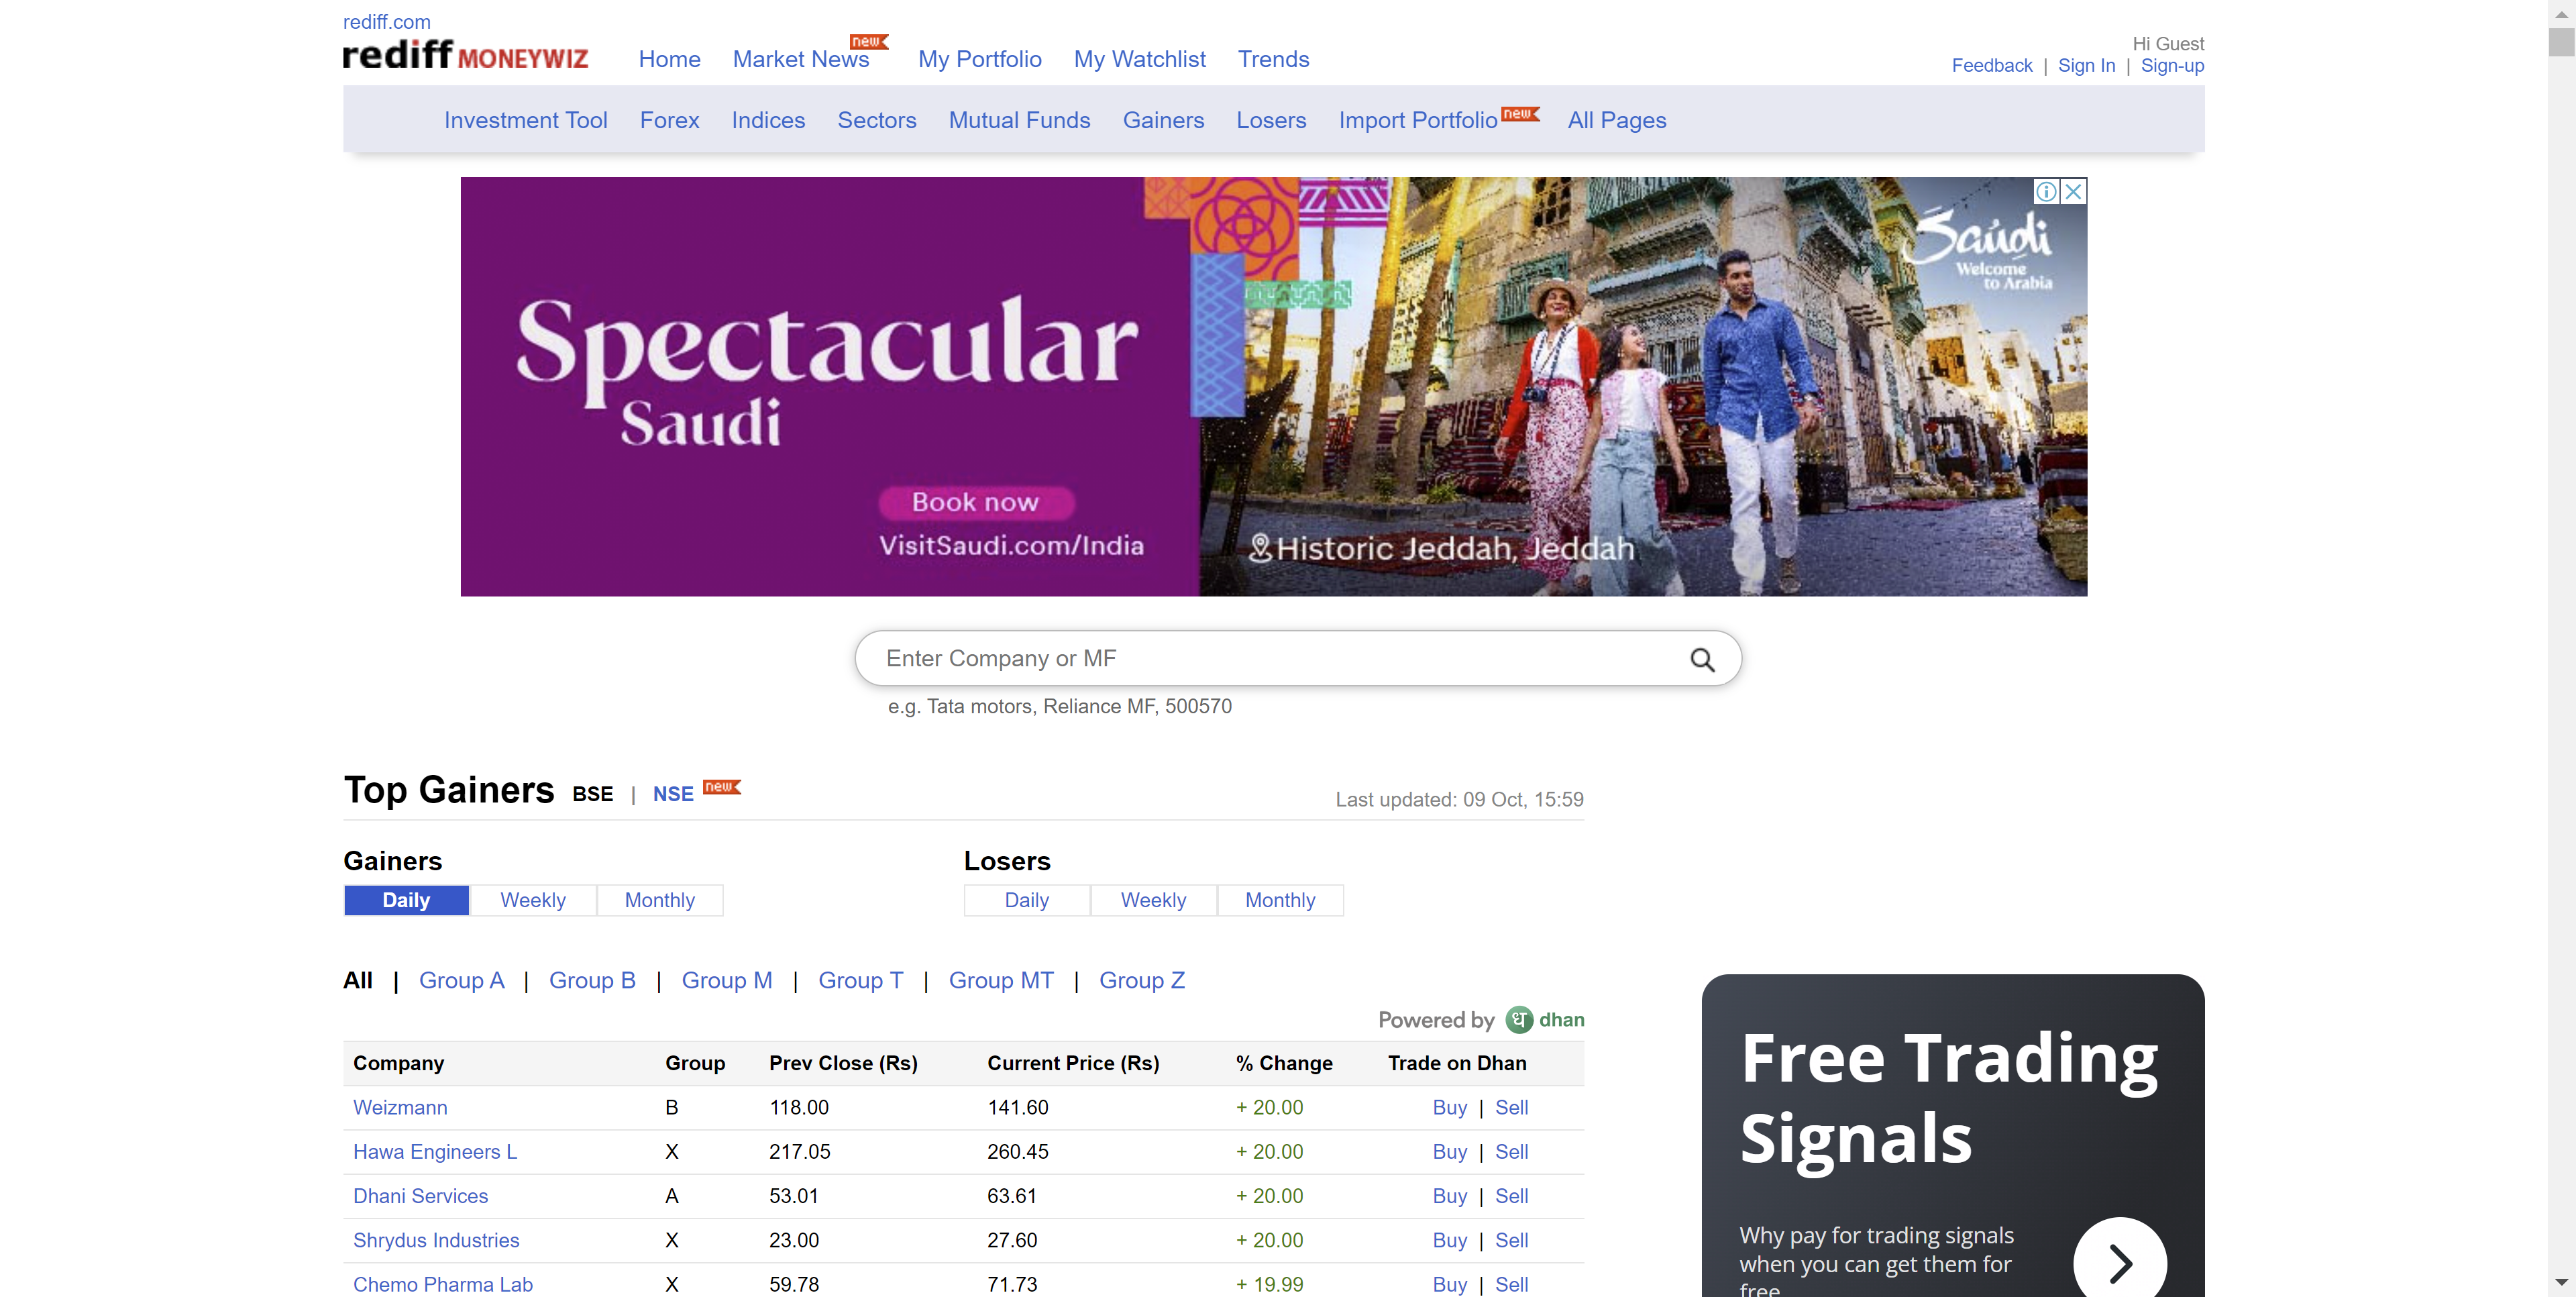 rediff.com
rediff MONEYWIZ
Home Market News new My Portfolio My Watchlist Trends
Hi Guest
Feedback | Sign In | Sign-up
Investment Tool Forex Indices Sectors Mutual Funds Gainers Losers Import Portfolio new All Pages
Spectacular
Saudi
Book now
VisitSaudi.com/India
Saudi
Welcome
to Arabia
Historic Jeddah, Jeddah
Enter Company or MF
e.g. Tata motors, Reliance MF, 500570
Top Gainers BSE | NSE new
Last updated: 09 Oct, 15:59
Gainers
Daily Weekly Monthly
Losers
Daily Weekly Monthly
All | Group A | Group B | Group M | Group T | Group MT | Group Z
Powered by ध dhan
Company Group Prev Close (Rs) Current Price (Rs) % Change Trade on Dhan
Weizmann B 118.00 141.60 + 20.00 Buy | Sell
Hawa Engineers L X 217.05 260.45 + 20.00 Buy | Sell
Dhani Services A 53.01 63.61 + 20.00 Buy | Sell
Shrydus Industries X 23.00 27.60 + 20.00 Buy | Sell
Chemo Pharma Lab X 59.78 71.73 + 19.99 Buy | Sell
Free Trading
Signals
Why pay for trading signals
when you can get them for
free